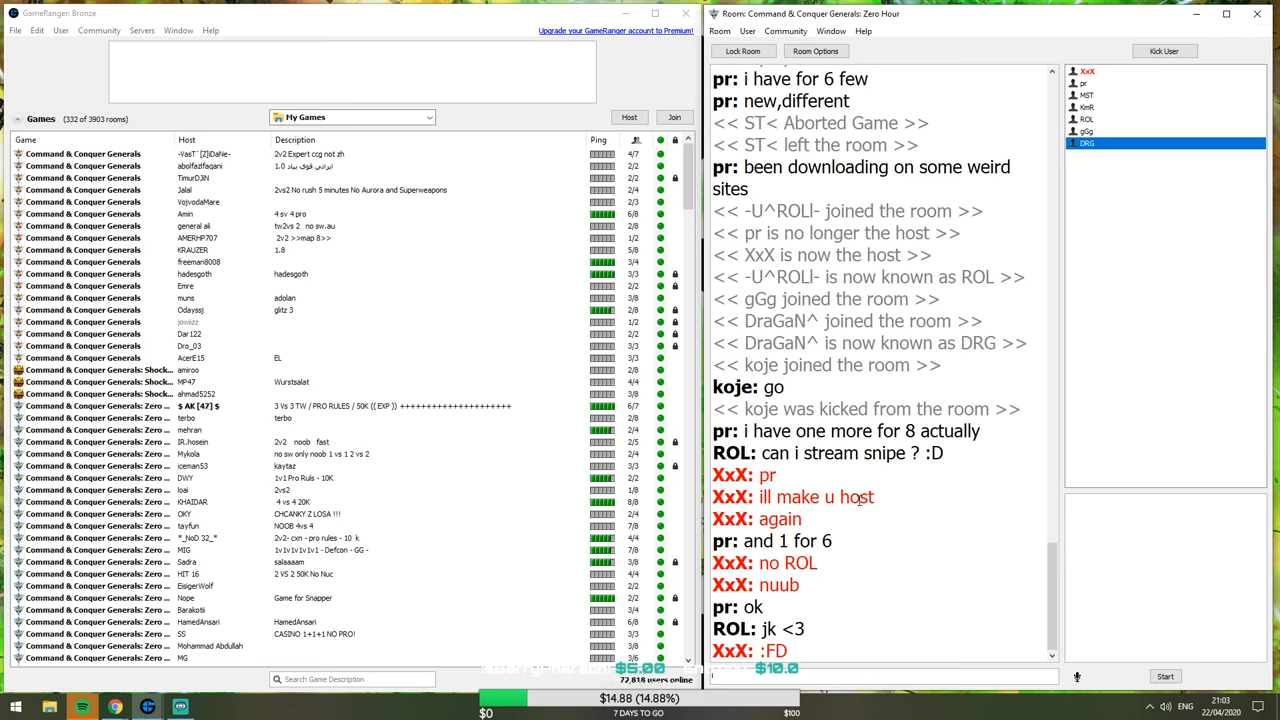 GameRanger: Bronze
File Edit User Community Servers Window Help
Upgrade your GameRanger account to Premium!
Games (332 of 3903 rooms) My Games Host Join
Game Host Description Ping
Command & Conquer Generals -VasT`[Z]iDaNe- 2v2 Expert ccg not zh 4/7
Command & Conquer Generals abolfazlfaqani 1.0 ایرانی قوی بیاد 2/2
Command & Conquer Generals TimurDJiN 2/2
Command & Conquer Generals Jalal 2vs2 No rush 5 minutes No Aurora and Superweapons 2/4
Command & Conquer Generals VojvodaMare 2/3
Command & Conquer Generals Amin 4 sv 4 pro 6/8
Command & Conquer Generals general ali tw2vs 2 no sw.au 2/8
Command & Conquer Generals AMERHP707 2v2 >>map 8>> 1/2
Command & Conquer Generals KRAUZER 1.8 5/8
Command & Conquer Generals freeman8008 3/4
Command & Conquer Generals hadesgoth hadesgoth 3/3
Command & Conquer Generals Emre 2/2
Command & Conquer Generals muns adolan 3/8
Command & Conquer Generals Odayssj glitz 3 2/8
Command & Conquer Generals jowiizz 1/2
Command & Conquer Generals Dar122 2/2
Command & Conquer Generals Dro_03 2/2
Command & Conquer Generals AcerE15 EL 3/3
Command & Conquer Generals: Shock... amiroo 2/8
Command & Conquer Generals: Shock... MP47 Wurstsalat 4/4
Command & Conquer Generals: Shock... ahmad5252 3/8
Command & Conquer Generals: Zero ... $ AK [47] $ 3 Vs 3 TW / PRO RULES / 50K (( EXP )) ++++++++++++++++++++ 6/7
Command & Conquer Generals: Zero ... terbo terbo 2/8
Command & Conquer Generals: Zero ... mehran 2/4
Command & Conquer Generals: Zero ... IR.hosein 2v2 noob fast 2/5
Command & Conquer Generals: Zero ... Mykola no sw only noob 1 vs 1 2 vs 2 2/4
Command & Conquer Generals: Zero ... iceman53 kaytaz 3/3
Command & Conquer Generals: Zero ... DWY 1v1 Pro Rules - 10K 2/2
Command & Conquer Generals: Zero ... loai 2vs2 1/8
Command & Conquer Generals: Zero ... KHAIDAR 4 vs 4 20K 8/8
Command & Conquer Generals: Zero ... OKY CHCANKY Z LOSA !!! 2/4
Command & Conquer Generals: Zero ... tayfun NOOB 4vs 4 7/8
Command & Conquer Generals: Zero ... *_NoD 32_* 2v2- cxn - pro rules - 10 k 4/4
Command & Conquer Generals: Zero ... MIG 1v1v1v1v1v1 - Defcon - GG - 7/8
Command & Conquer Generals: Zero ... Sadra salaaaam 3/8
Command & Conquer Generals: Zero ... HIT 16 2 VS 2 50K No Nuc 4/4
Command & Conquer Generals: Zero ... EisigerWolf 2/2
Command & Conquer Generals: Zero ... Nope Game for Snapper 2/2
Command & Conquer Generals: Zero ... Barakotii 3/4
Command & Conquer Generals: Zero ... HamedAnsari HamedAnsari 6/8
Command & Conquer Generals: Zero ... SS CASINO 1+1+1 NO PRO! 3/3
Command & Conquer Generals: Zero ... Mohammad Abdullah 3/4
Command & Conquer Generals: Zero ... MG 3/6
Search Game Description 72,818 users online
Room: Command & Conquer Generals: Zero Hour
Room User Community Window Help
Lock Room Room Options Kick User
pr: i have for 6 few
pr: new,different
<< ST< Aborted Game >>
<< ST< left the room >>
pr: been downloading on some weird
sites
<< -U^ROLl- joined the room >>
<< pr is no longer the host >>
<< XxX is now the host >>
<< -U^ROLl- is now known as ROL >>
<< gGg joined the room >>
<< DraGaN^ joined the room >>
<< DraGaN^ is now known as DRG >>
<< koje joined the room >>
koje: go
<< koje was kicked from the room >>
pr: i have one more for 8 actually
ROL: can i stream snipe ? :D
XxX: pr
XxX: ill make u host
XxX: again
pr: and 1 for 6
XxX: no ROL
XxX: nuub
pr: ok
ROL: jk <3
XxX: :FD
XxX
pr
MST
KmR
ROL
gGg
DRG
Start
$5.00 $10.0
$14.88 (14.88%)
$0 7 DAYS TO GO $100
ENG 21:03
22/04/2020